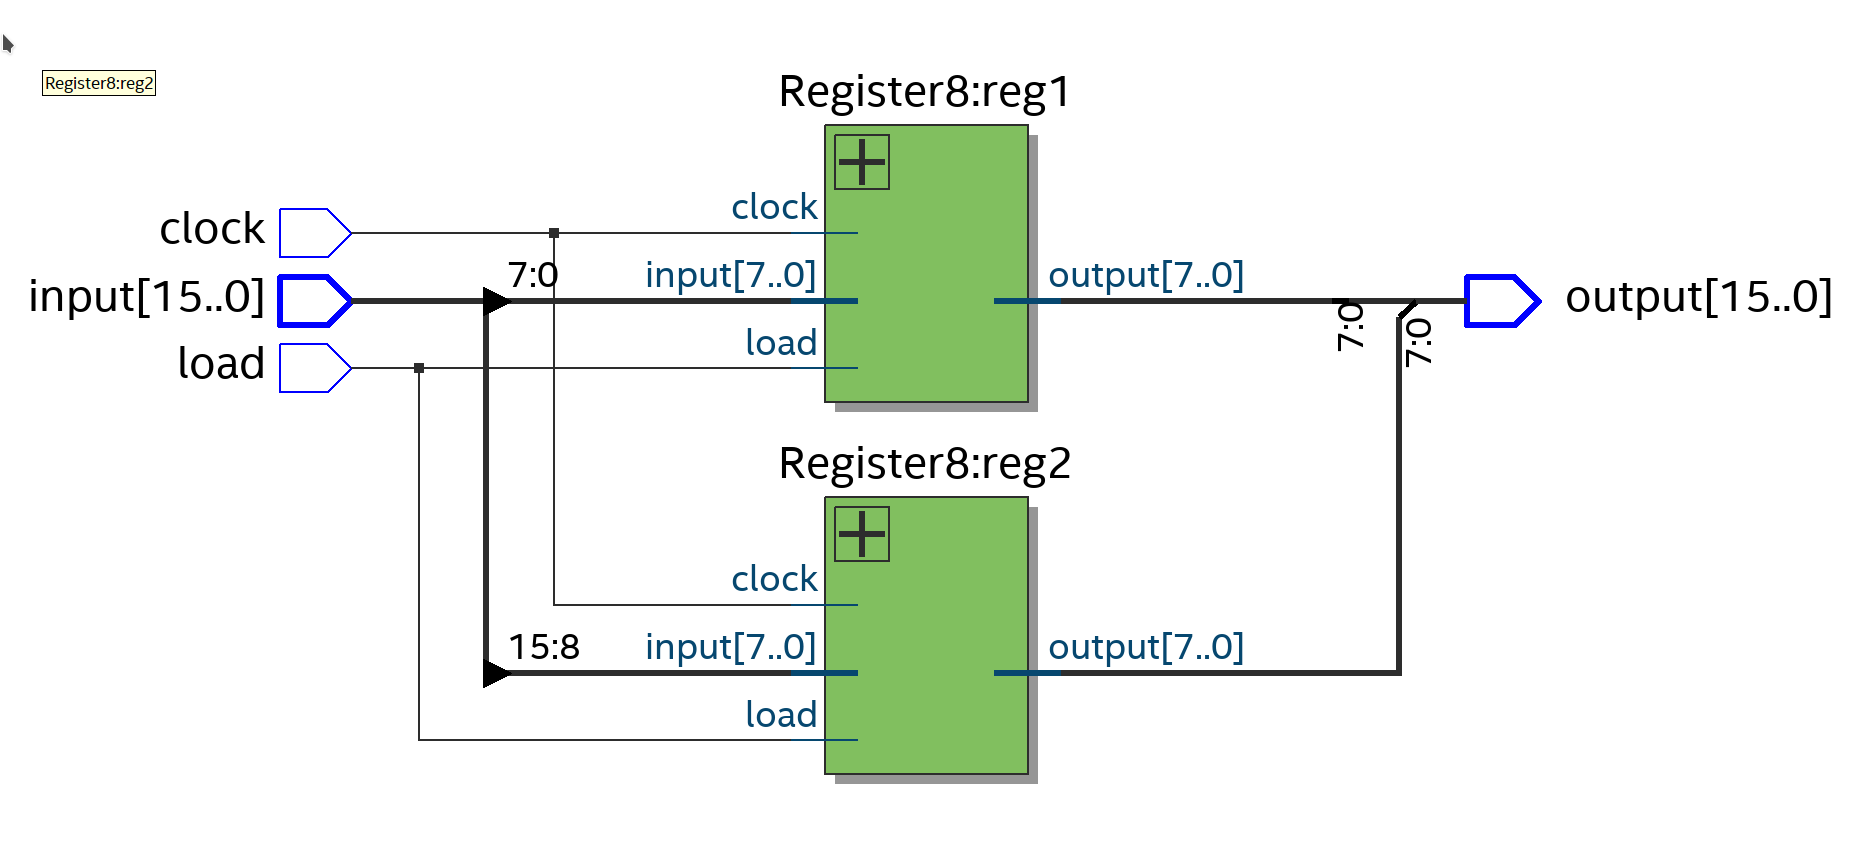 Register8:reg2
Register8:reg1
clock
clock
input[15..0]
7:0
input[7..0]
output[7..0]
7:0
7:0
output[15..0]
load
load
Register8:reg2
clock
15:8
input[7..0]
output[7..0]
load